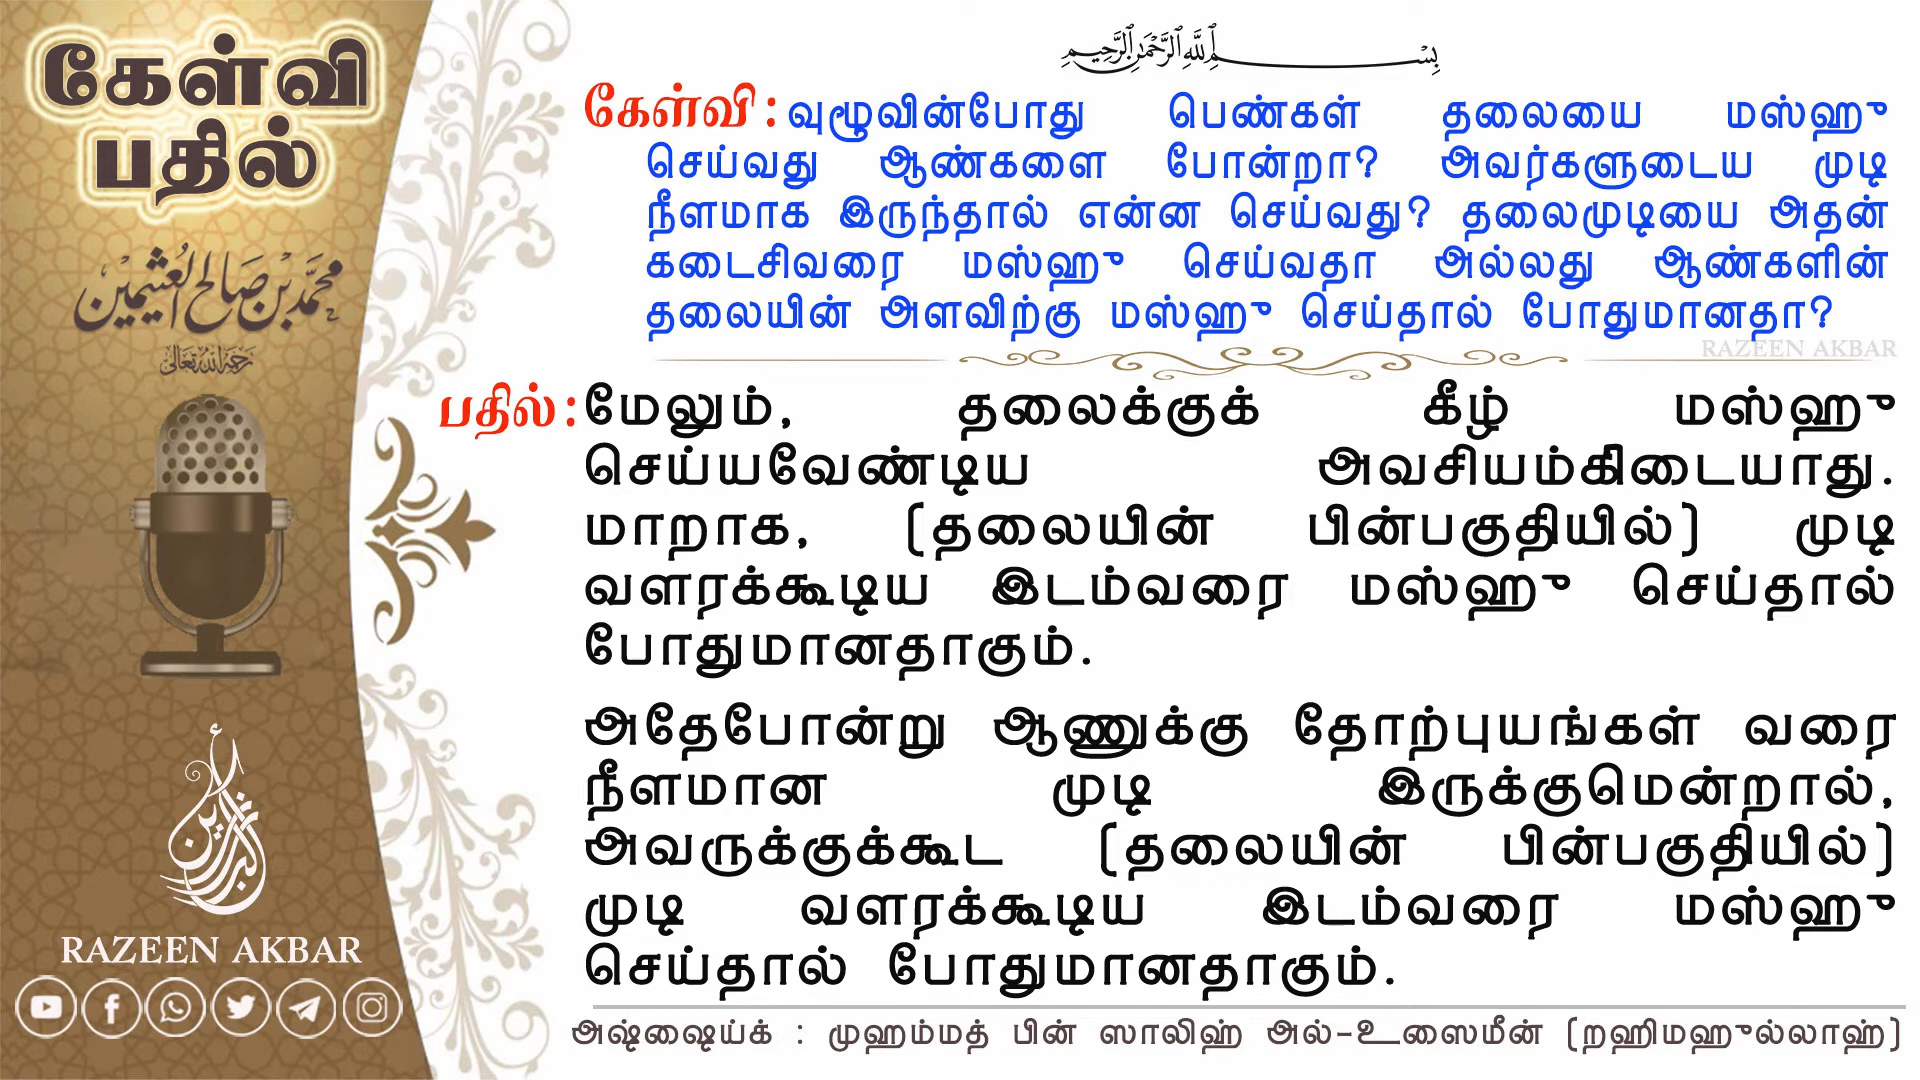 கேள்வி
பதில்
محمد بن صالح العثيمين
رحمه الله تعالى
RAZEEN AKBAR
بسم الله الرحمن الرحيم
கேள்வி: வுழூவின்போது பெண்கள் தலையை மஸ்ஹு
செய்வது ஆண்களை போன்றா? அவர்களுடைய முடி
நீளமாக இருந்தால் என்ன செய்வது? தலைமுடியை அதன்
கடைசிவரை மஸ்ஹு செய்வதா அல்லது ஆண்களின்
தலையின் அளவிற்கு மஸ்ஹு செய்தால் போதுமானதா?
RAZEEN AKBAR
பதில்: மேலும், தலைக்குக் கீழ் மஸ்ஹு
செய்யவேண்டிய அவசியம்கிடையாது.
மாறாக, (தலையின் பின்பகுதியில்) முடி
வளரக்கூடிய இடம்வரை மஸ்ஹு செய்தால்
போதுமானதாகும்.
அதேபோன்று ஆணுக்கு தோற்புயங்கள் வரை
நீளமான முடி இருக்குமென்றால்,
அவருக்குக்கூட (தலையின் பின்பகுதியில்)
முடி வளரக்கூடிய இடம்வரை மஸ்ஹு
செய்தால் போதுமானதாகும்.
அஷ்ஷைய்க் : முஹம்மத் பின் ஸாலிஹ் அல்-உஸைமீன் (றஹிமஹுல்லாஹ்)